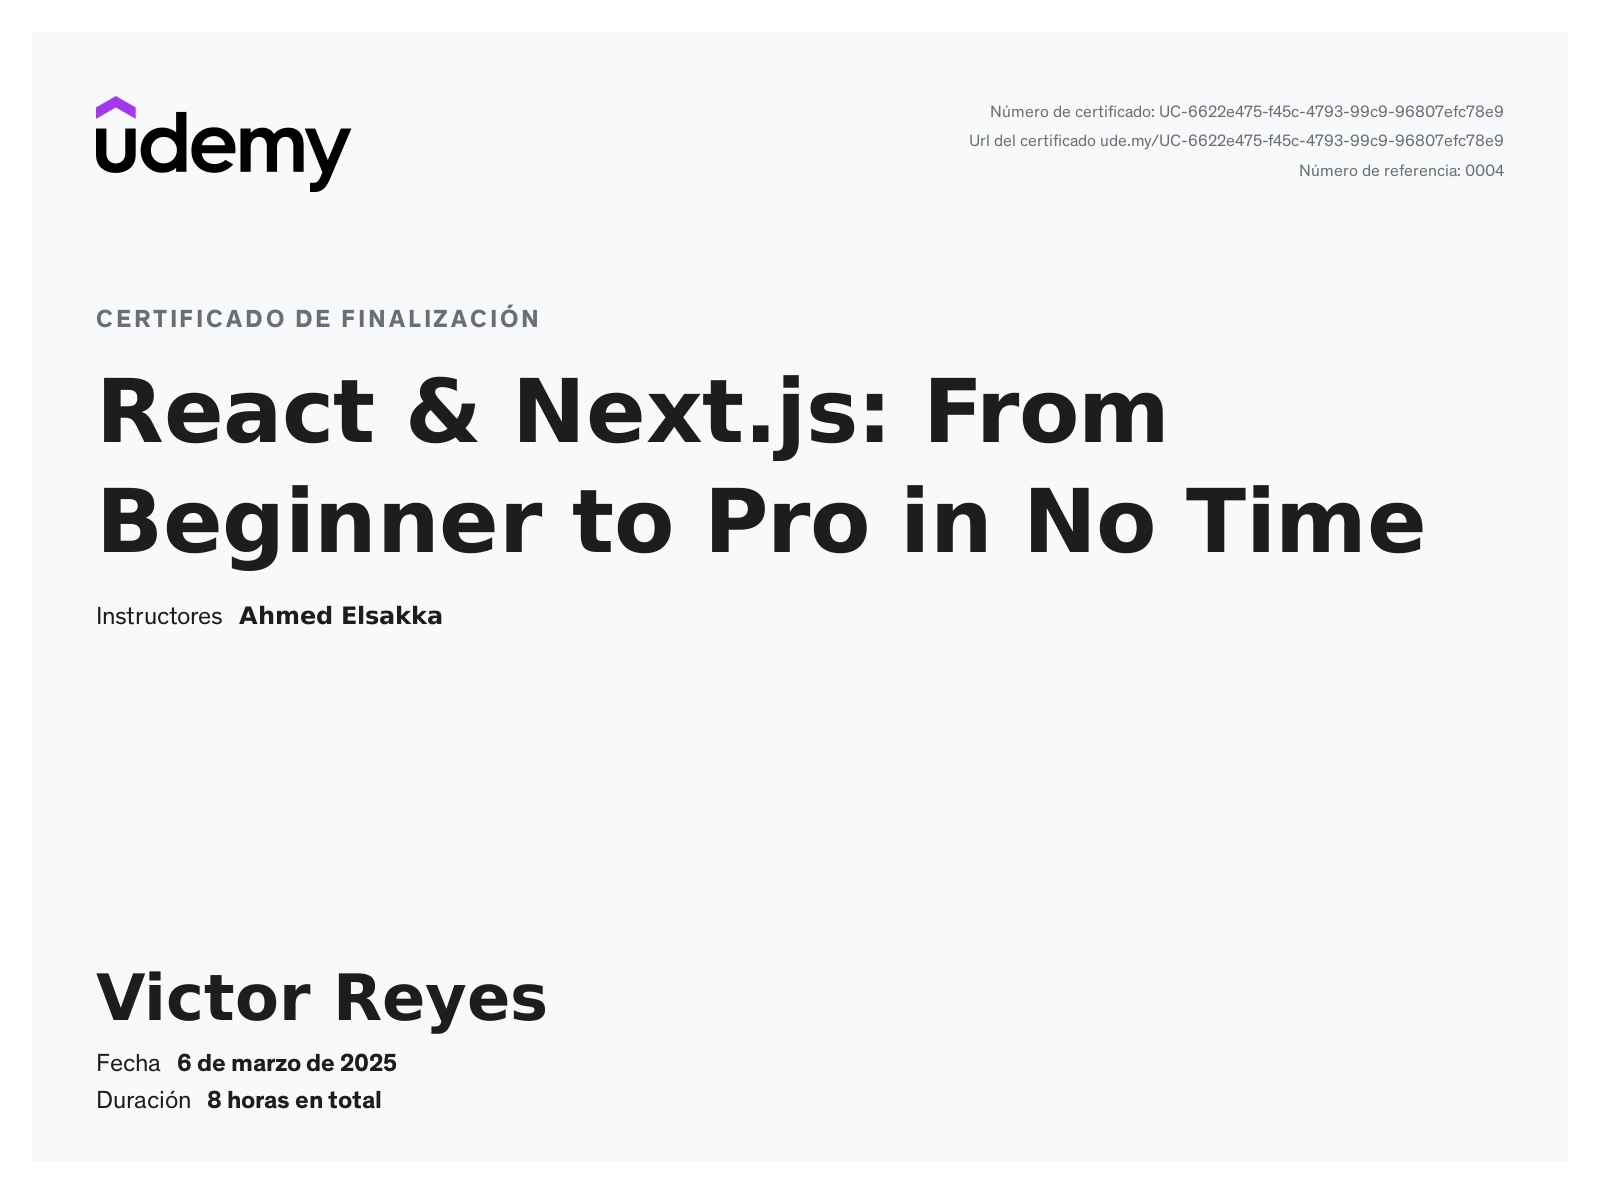 udemy
Número de certificado: UC-6622e475-f45c-4793-99c9-96807efc78e9
Url del certificado ude.my/UC-6622e475-f45c-4793-99c9-96807efc78e9
Número de referencia: 0004
CERTIFICADO DE FINALIZACIÓN
React & Next.js: From
Beginner to Pro in No Time
Instructores Ahmed Elsakka
Victor Reyes
Fecha 6 de marzo de 2025
Duración 8 horas en total